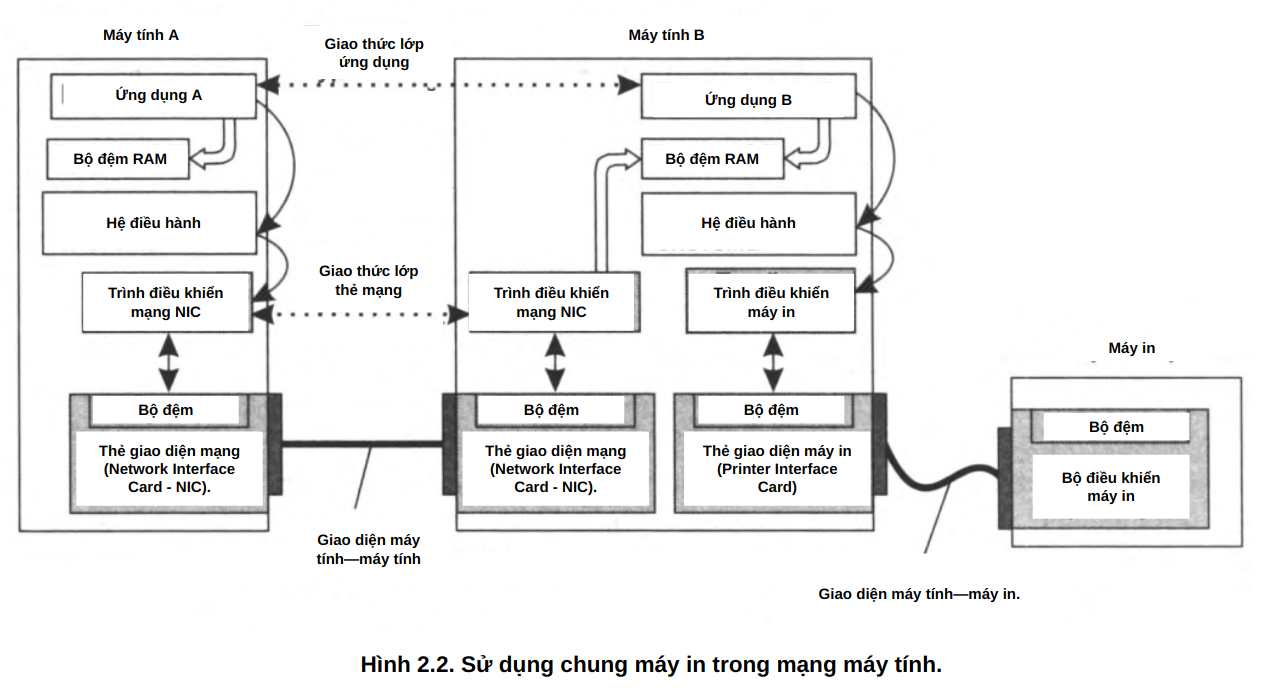 Máy tính A
Máy tính B
Giao thức lớp
ứng dụng
Ứng dụng A
Ứng dụng B
Bộ đệm RAM
Bộ đệm RAM
Hệ điều hành
Hệ điều hành
Giao thức lớp
thẻ mạng
Trình điều khiển
mạng NIC
Trình điều khiển
mạng NIC
Trình điều khiển
máy in
Máy in
Bộ đệm
Bộ đệm
Bộ đệm
Bộ đệm
Thẻ giao diện mạng
(Network Interface
Card - NIC).
Thẻ giao diện mạng
(Network Interface
Card - NIC).
Thẻ giao diện máy in
(Printer Interface
Card)
Bộ điều khiển
máy in
Giao diện máy
tính—máy tính
Giao diện máy tính—máy in.
Hình 2.2. Sử dụng chung máy in trong mạng máy tính.